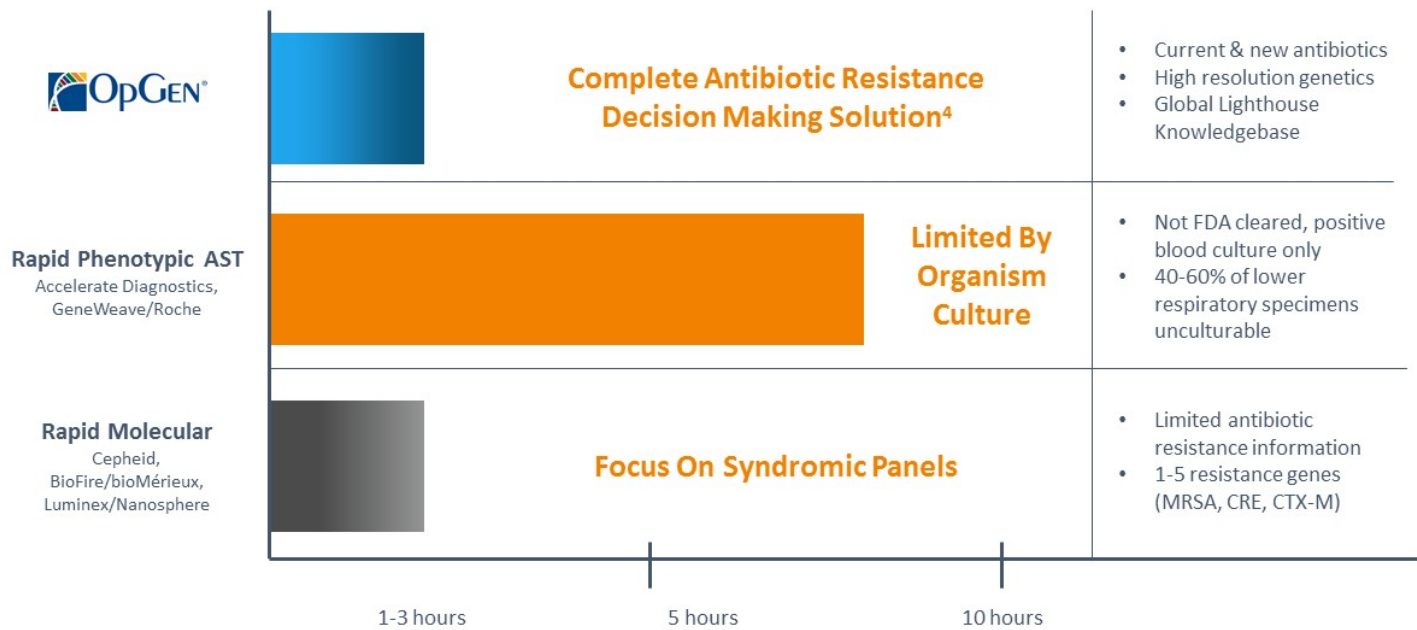 OpGen®
Complete Antibiotic Resistance
Decision Making Solution⁴
• Current & new antibiotics
• High resolution genetics
• Global Lighthouse
Knowledgebase
Rapid Phenotypic AST
Accelerate Diagnostics,
GeneWeave/Roche
Limited By
Organism
Culture
• Not FDA cleared, positive
blood culture only
• 40-60% of lower
respiratory specimens
unculturable
Rapid Molecular
Cepheid,
BioFire/bioMérieux,
Luminex/Nanosphere
Focus On Syndromic Panels
• Limited antibiotic
resistance information
• 1-5 resistance genes
(MRSA, CRE, CTX-M)
1-3 hours
5 hours
10 hours